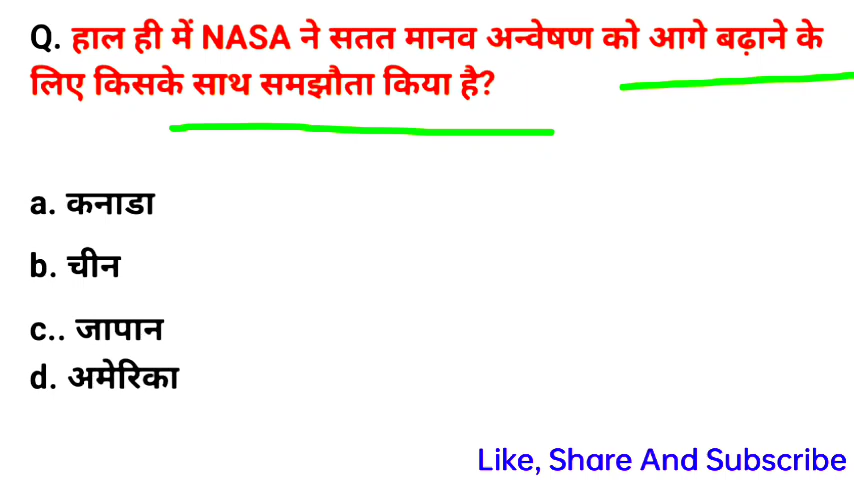 Q. हाल ही में NASA ने सतत मानव अन्वेषण को आगे बढ़ाने के
लिए किसके साथ समझौता किया है?
a. कनाडा
b. चीन
c.. जापान
d. अमेरिका
Like, Share And Subscribe